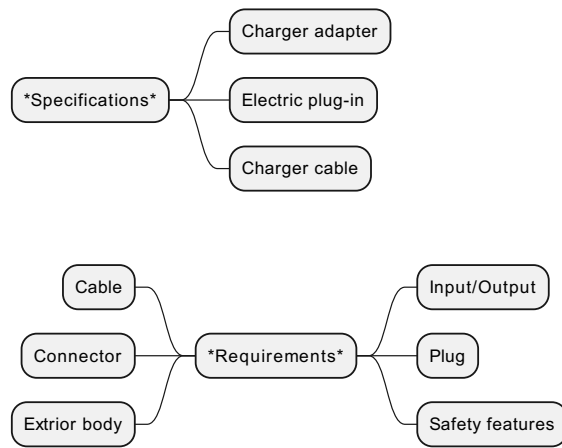 Charger adapter
*Specifications*
Electric plug-in
Charger cable
Cable
Input/Output
Connector
*Requirements*
Plug
Extrior body
Safety features